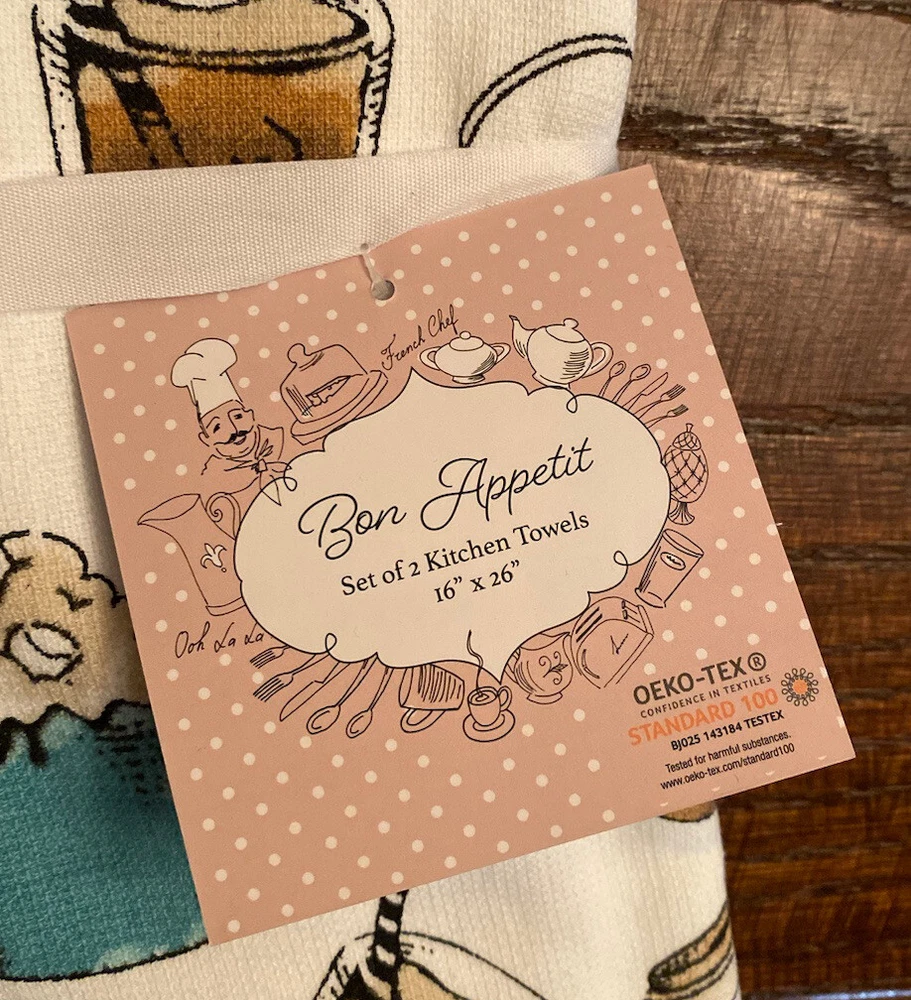 French Chef
Bon Appetit
Set of 2 Kitchen Towels
16” x 26”
Ooh La La
OEKO-TEX®
CONFIDENCE IN TEXTILES
STANDARD 100
BJ025 143184 TESTEX
Tested for harmful substances.
www.oeko-tex.com/standard100